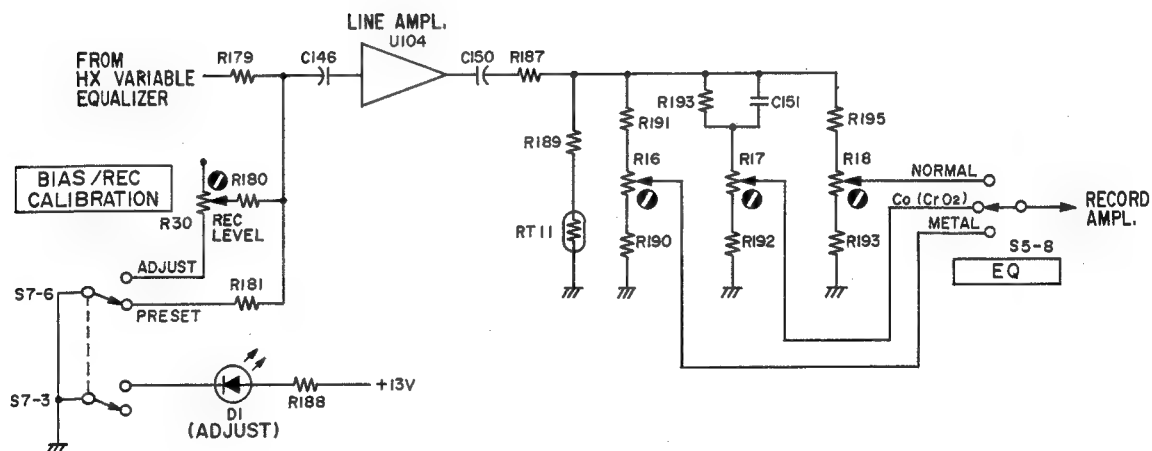 LINE AMPL.
U104
FROM
HX VARIABLE
EQUALIZER
R179
C146
C150
R187
R193
C151
R191
R195
R189
BIAS/REC
CALIBRATION
R180
R30
REC
LEVEL
R16
R17
R18
NORMAL
Co (CrO2)
METAL
RECORD
AMPL.
RT11
R190
R192
R193
S5-8
EQ
ADJUST
S7-6
R181
PRESET
S7-3
D1
(ADJUST)
R188
+13V